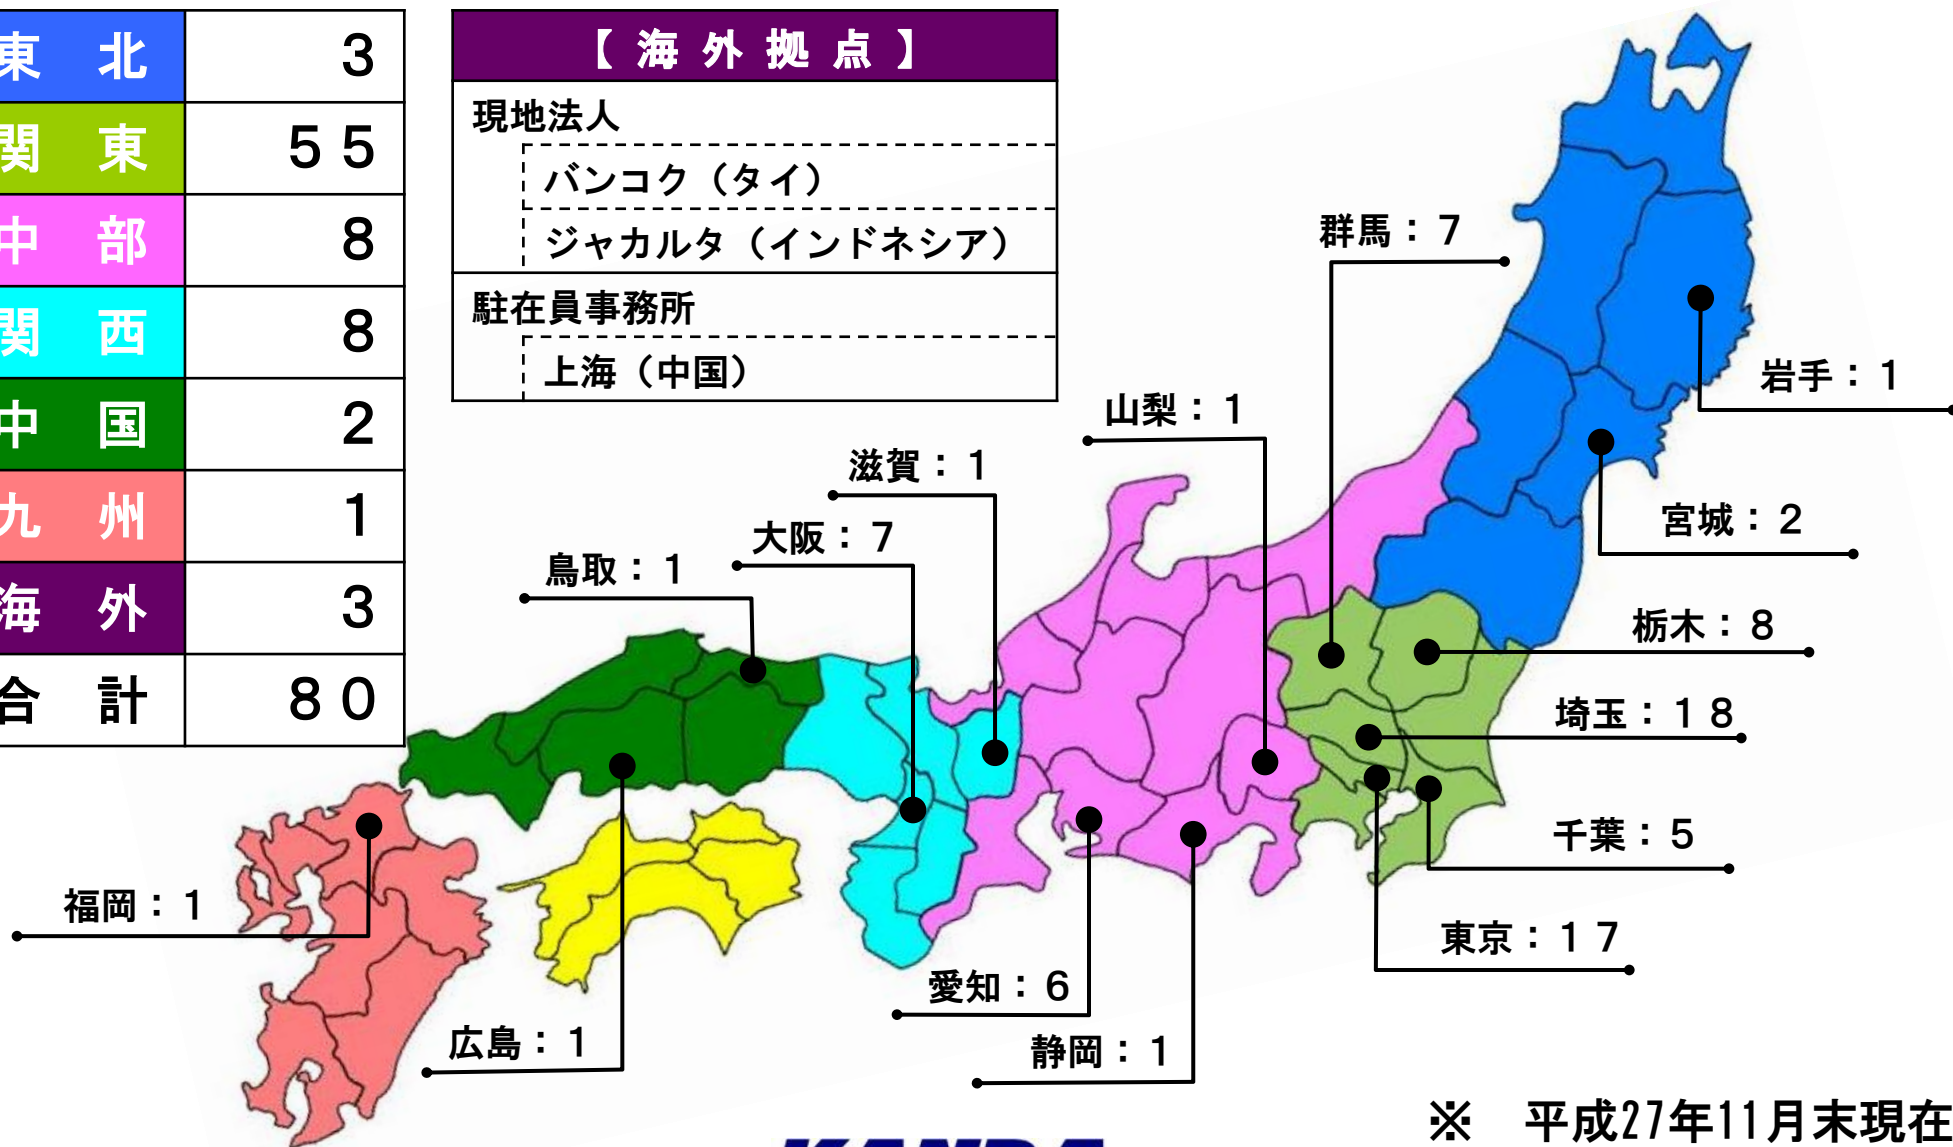 東 北 3
関 東 55
中 部 8
関 西 8
中 国 2
九 州 1
海 外 3
合 計 80
【 海 外 拠 点 】
現地法人
バンコク（タイ）
ジャカルタ（インドネシア）
駐在員事務所
上海（中国）
群馬：7
岩手：1
山梨：1
滋賀：1
宮城：2
大阪：7
鳥取：1
栃木：8
埼玉：18
千葉：5
福岡：1
東京：17
愛知：6
広島：1
静岡：1
※ 平成27年11月末現在
KANDA